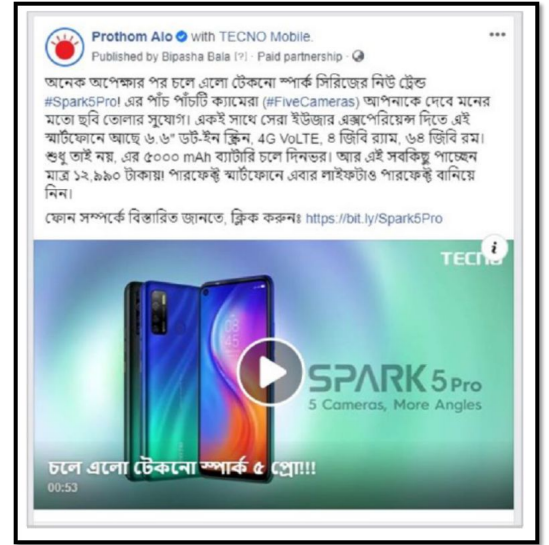 Prothom Alo with TECNO Mobile.
Published by Bipasha Bala [?] · Paid partnership ·
অনেক অপেক্ষার পর চলে এলো টেকনো স্পার্ক সিরিজের নিউ ট্রেন্ড
#Spark5Pro! এর পাঁচ পাঁচটি ক্যামেরা (#FiveCameras) আপনাকে দেবে মনের
মতো ছবি তোলার সুযোগ। একই সাথে সেরা ইউজার এক্সপেরিয়েন্স দিতে এই
স্মার্টফোনে আছে ৬.৬" ডট-ইন স্ক্রিন, 4G VoLTE, ৪ জিবি র‍্যাম, ৬৪ জিবি রম।
শুধু তাই নয়, এর ৫০০০ mAh ব্যাটারি চলে দিনভর। আর এই সবকিছু পাচ্ছেন
মাত্র ১২,৯৯০ টাকায়! পারফেক্ট স্মার্টফোনে এবার লাইফটাও পারফেক্ট বানিয়ে
নিন।
ফোন সম্পর্কে বিস্তারিত জানতে, ক্লিক করুনঃ https://bit.ly/Spark5Pro
TECNO
SPARK 5 Pro
5 Cameras, More Angles
চলে এলো টেকনো স্পার্ক ৫ প্রো!!!
00:53